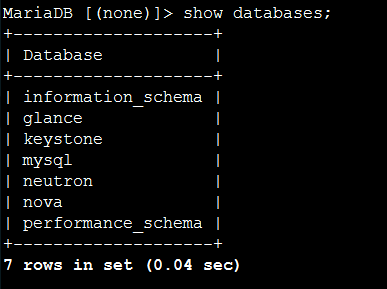 MariaDB [(none)]> show databases;
+--------------------+
| Database           |
+--------------------+
| information_schema |
| glance             |
| keystone           |
| mysql              |
| neutron            |
| nova               |
| performance_schema |
+--------------------+
7 rows in set (0.04 sec)